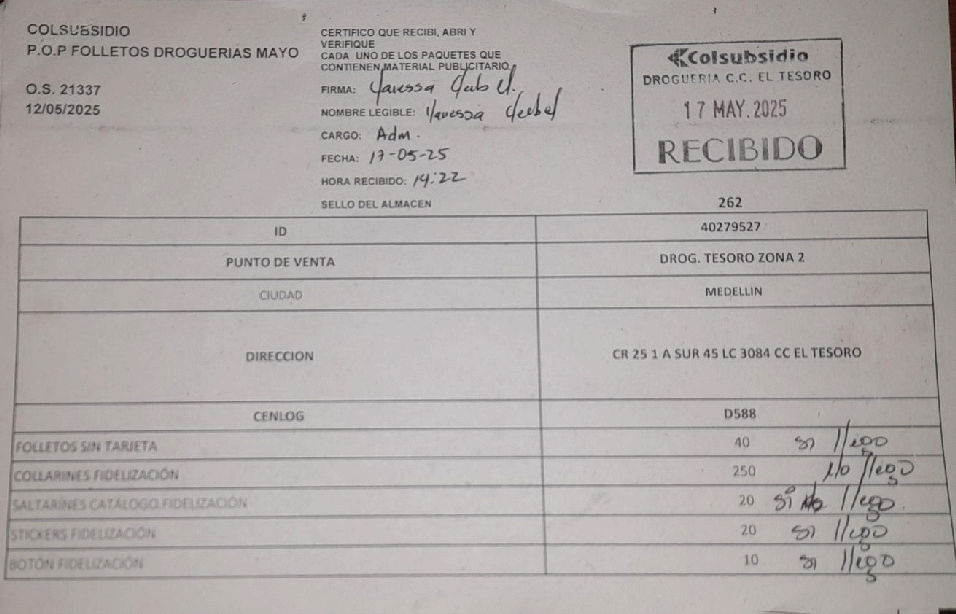 COLSUBSIDIO
P.O.P FOLLETOS DROGUERIAS MAYO
O.S. 21337
12/05/2025
CERTIFICO QUE RECIBI, ABRI Y
VERIFIQUE
CADA UNO DE LOS PAQUETES QUE
CONTIENEN MATERIAL PUBLICITARIO
FIRMA: Vanessa
NOMBRE LEGIBLE: Vanessa
CARGO: Adm.
FECHA: 17-05-25
HORA RECIBIDO: 14:22
SELLO DEL ALMACEN
Colsubsidio
DROGUERIA C.C. EL TESORO
17 MAY. 2025
RECIBIDO
262
ID 40279527
PUNTO DE VENTA DROG. TESORO ZONA 2
CIUDAD MEDELLIN
DIRECCION CR 25 1 A SUR 45 LC 3084 CC EL TESORO
CENLOG D588
FOLLETOS SIN TARJETA 40 si llego
COLLARINES FIDELIZACIÓN 250 no llego
SALTARINES CATÁLOGO FIDELIZACIÓN 20 si llego
STICKERS FIDELIZACIÓN 20 si llego
BOTÓN FIDELIZACIÓN 10 si llego